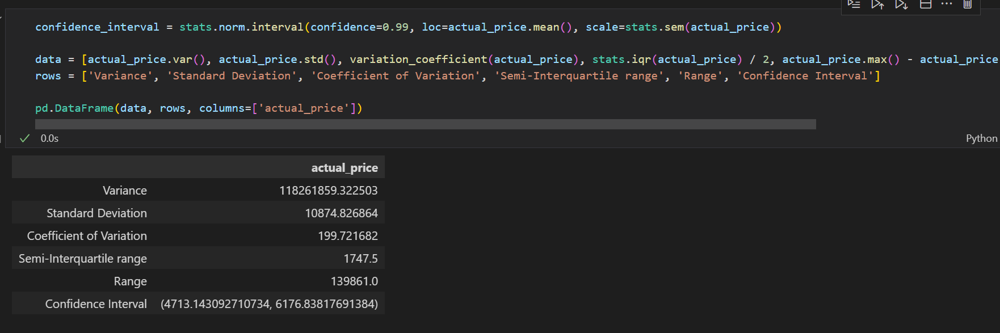 confidence_interval = stats.norm.interval(confidence=0.99, loc=actual_price.mean(), scale=stats.sem(actual_price))
data = [actual_price.var(), actual_price.std(), variation_coefficient(actual_price), stats.iqr(actual_price) / 2, actual_price.max() - actual_price
rows = ['Variance', 'Standard Deviation', 'Coefficient of Variation', 'Semi-Interquartile range', 'Range', 'Confidence Interval']
pd.DataFrame(data, rows, columns=['actual_price'])
0.0s Python
actual_price
Variance 118261859.322503
Standard Deviation 10874.826864
Coefficient of Variation 199.721682
Semi-Interquartile range 1747.5
Range 139861.0
Confidence Interval (4713.143092710734, 6176.83817691384)